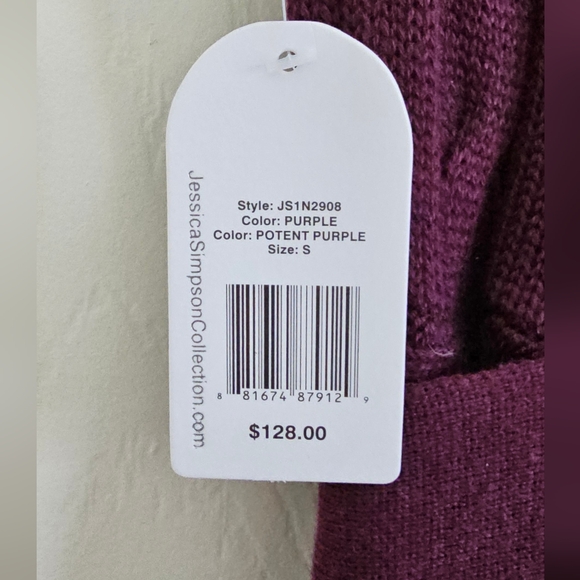 JessicaSimpsonCollection.com
Style: JS1N2908
Color: PURPLE
Color: POTENT PURPLE
Size: S
8 81674 87912 9
$128.00